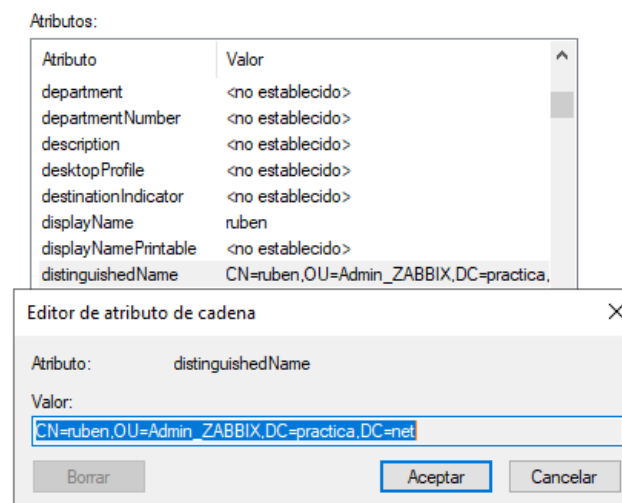 Atributos:
Atributo Valor
department <no establecido>
departmentNumber <no establecido>
description <no establecido>
desktopProfile <no establecido>
destinationIndicator <no establecido>
displayName ruben
displayNamePrintable <no establecido>
distinguishedName CN=ruben,OU=Admin_ZABBIX,DC=practica,
Editor de atributo de cadena
Atributo: distinguishedName
Valor:
CN=ruben,OU=Admin_ZABBIX,DC=practica,DC=net
Borrar Aceptar Cancelar